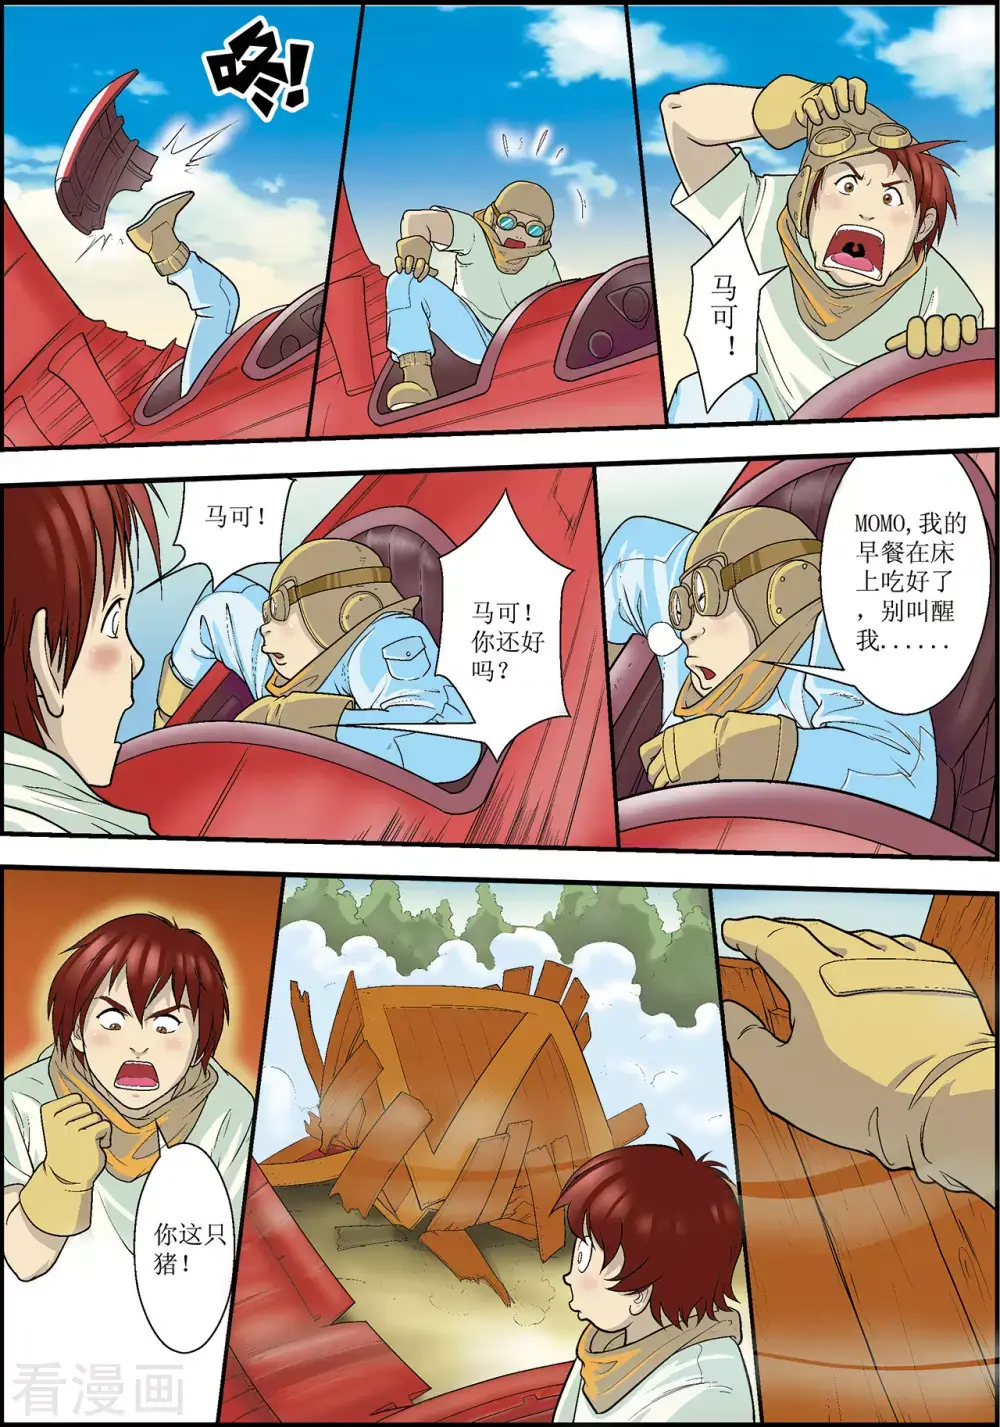 咚！
马可！
马可！
马可！
你还好
吗？
MOMO,我的
早餐在床
上吃好了
，别叫醒
我......
你这只
猪！
看漫画